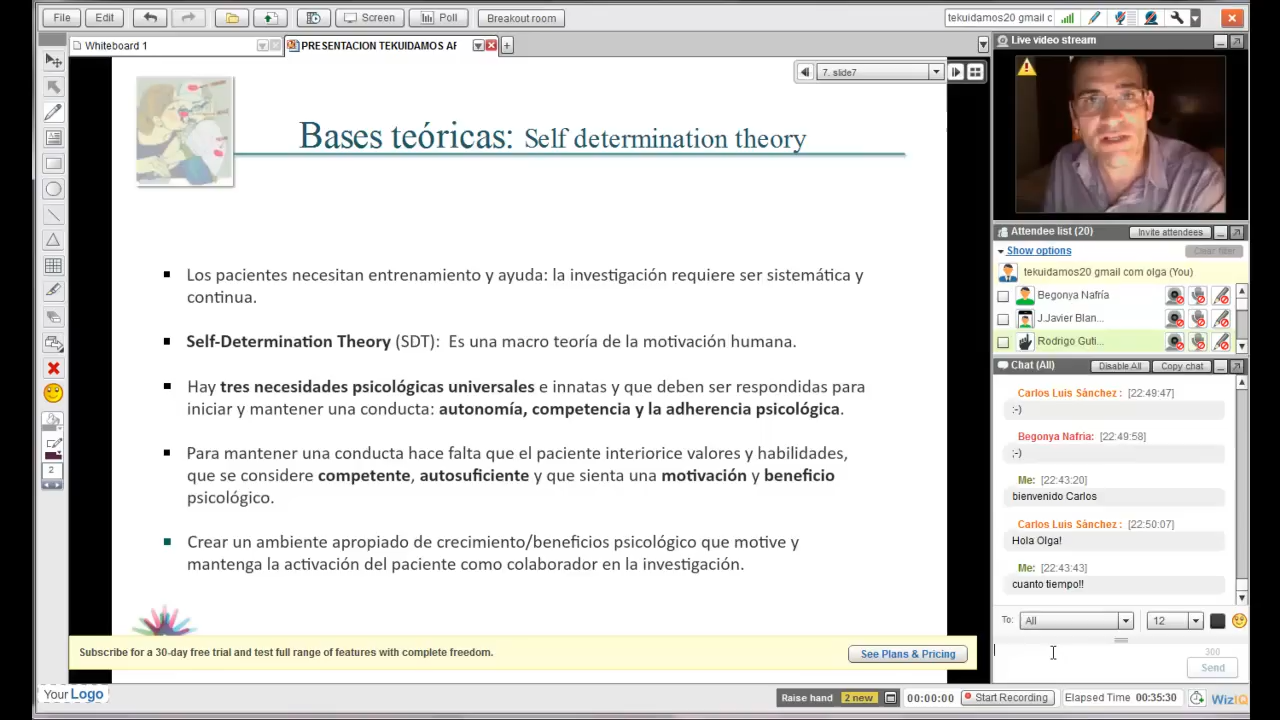 File
Edit
Screen
Poll
Breakout room
tekuidamos20 gmail c
Whiteboard 1
PRESENTACION TEKUIDAMOS AF
7. slide7
Bases teóricas: Self determination theory
Los pacientes necesitan entrenamiento y ayuda: la investigación requiere ser sistemática y
continua.
Self-Determination Theory (SDT): Es una macro teoría de la motivación humana.
Hay tres necesidades psicológicas universales e innatas y que deben ser respondidas para
iniciar y mantener una conducta: autonomía, competencia y la adherencia psicológica.
Para mantener una conducta hace falta que el paciente interiorice valores y habilidades,
que se considere competente, autosuficiente y que sienta una motivación y beneficio
psicológico.
Crear un ambiente apropiado de crecimiento/beneficios psicológico que motive y
mantenga la activación del paciente como colaborador en la investigación.
2
Subscribe for a 30-day free trial and test full range of features with complete freedom.
See Plans & Pricing
Your Logo
Raise hand
2 new
00:00:00
Start Recording
Elapsed Time 00:35:30
WizIQ
Live video stream
Attendee list (20)
Invite attendees
Show options
Clear filter
tekuidamos20 gmail com olga (You)
Begonya Nafría
J.Javier Blan...
Rodrigo Guti...
Chat (All)
Disable All
Copy chat
Carlos Luis Sánchez : [22:49:47]
:-)
Begonya Nafría: [22:49:58]
;-)
Me: [22:43:20]
bienvenido Carlos
Carlos Luis Sánchez : [22:50:07]
Hola Olga!
Me: [22:43:43]
cuanto tiempo!!
To:
All
12
300
Send